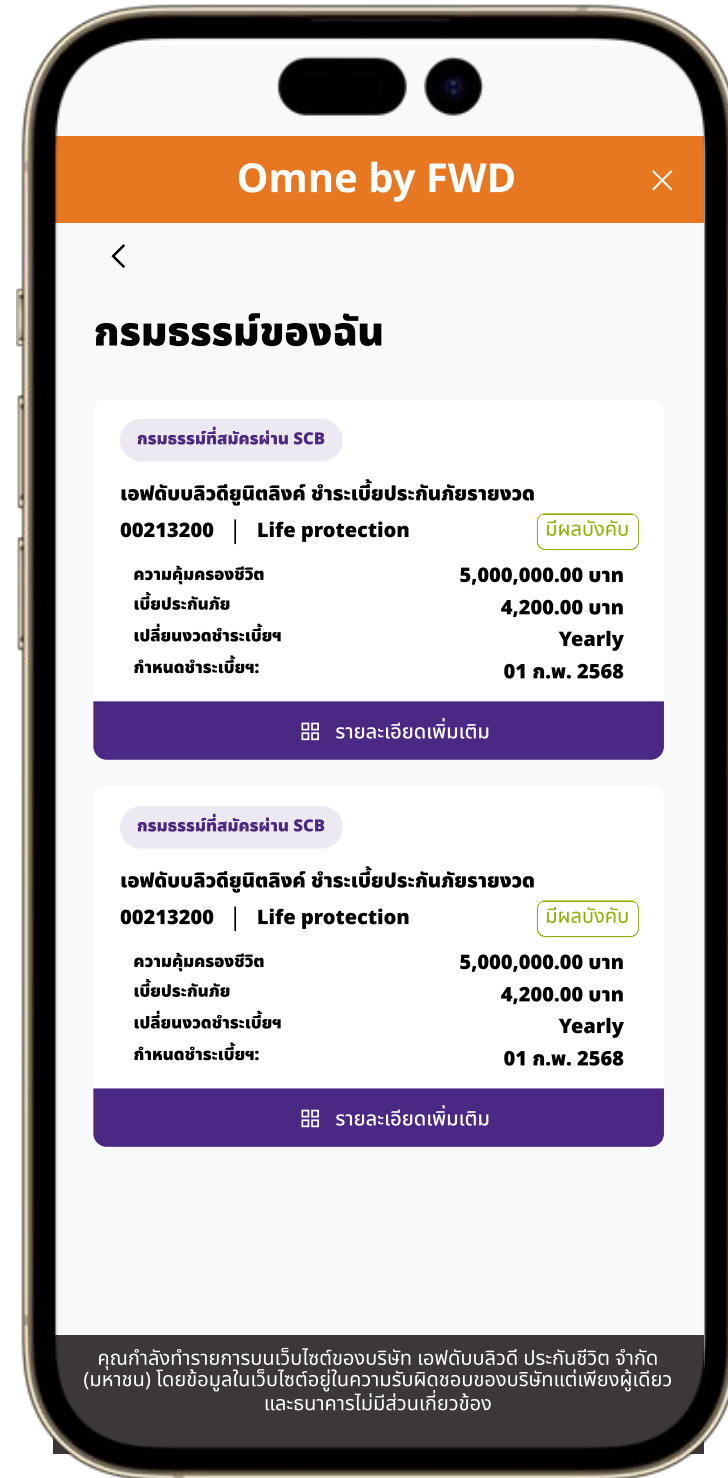 Omne by FWD
กรมธรรม์ของฉัน
กรมธรรม์ที่สมัครผ่าน SCB
เอฟดับบลิวดียูนิตลิงค์ ชำระเบี้ยประกันภัยรายงวด
00213200 | Life protection มีผลบังคับ
ความคุ้มครองชีวิต 5,000,000.00 บาท
เบี้ยประกันภัย 4,200.00 บาท
เปลี่ยนงวดชำระเบี้ยฯ Yearly
กำหนดชำระเบี้ยฯ: 01 ก.พ. 2568
รายละเอียดเพิ่มเติม
กรมธรรม์ที่สมัครผ่าน SCB
เอฟดับบลิวดียูนิตลิงค์ ชำระเบี้ยประกันภัยรายงวด
00213200 | Life protection มีผลบังคับ
ความคุ้มครองชีวิต 5,000,000.00 บาท
เบี้ยประกันภัย 4,200.00 บาท
เปลี่ยนงวดชำระเบี้ยฯ Yearly
กำหนดชำระเบี้ยฯ: 01 ก.พ. 2568
รายละเอียดเพิ่มเติม
คุณกำลังทำรายการบนเว็บไซต์ของบริษัท เอฟดับบลิวดี ประกันชีวิต จำกัด
(มหาชน) โดยข้อมูลในเว็บไซต์อยู่ในความรับผิดชอบของบริษัทแต่เพียงผู้เดียว
และธนาคารไม่มีส่วนเกี่ยวข้อง